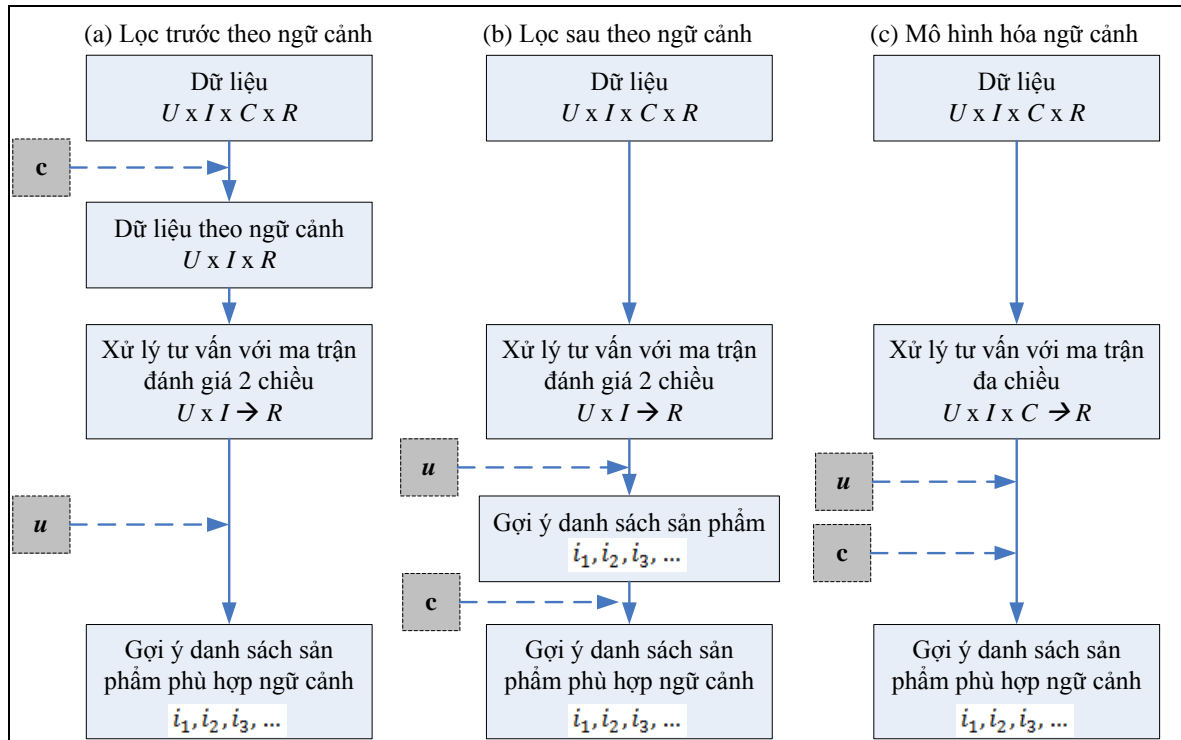 (a) Lọc trước theo ngữ cảnh
Dữ liệu
U x I x C x R
c
Dữ liệu theo ngữ cảnh
U x I x R
Xử lý tư vấn với ma trận
đánh giá 2 chiều
U x I → R
u
Gợi ý danh sách sản
phẩm phù hợp ngữ cảnh
i₁, i₂, i₃, ...
(b) Lọc sau theo ngữ cảnh
Dữ liệu
U x I x C x R
Xử lý tư vấn với ma trận
đánh giá 2 chiều
U x I → R
u
Gợi ý danh sách sản phẩm
i₁, i₂, i₃, ...
c
Gợi ý danh sách sản
phẩm phù hợp ngữ cảnh
i₁, i₂, i₃, ...
(c) Mô hình hóa ngữ cảnh
Dữ liệu
U x I x C x R
Xử lý tư vấn với ma trận
đa chiều
U x I x C → R
u
c
Gợi ý danh sách sản
phẩm phù hợp ngữ cảnh
i₁, i₂, i₃, ...